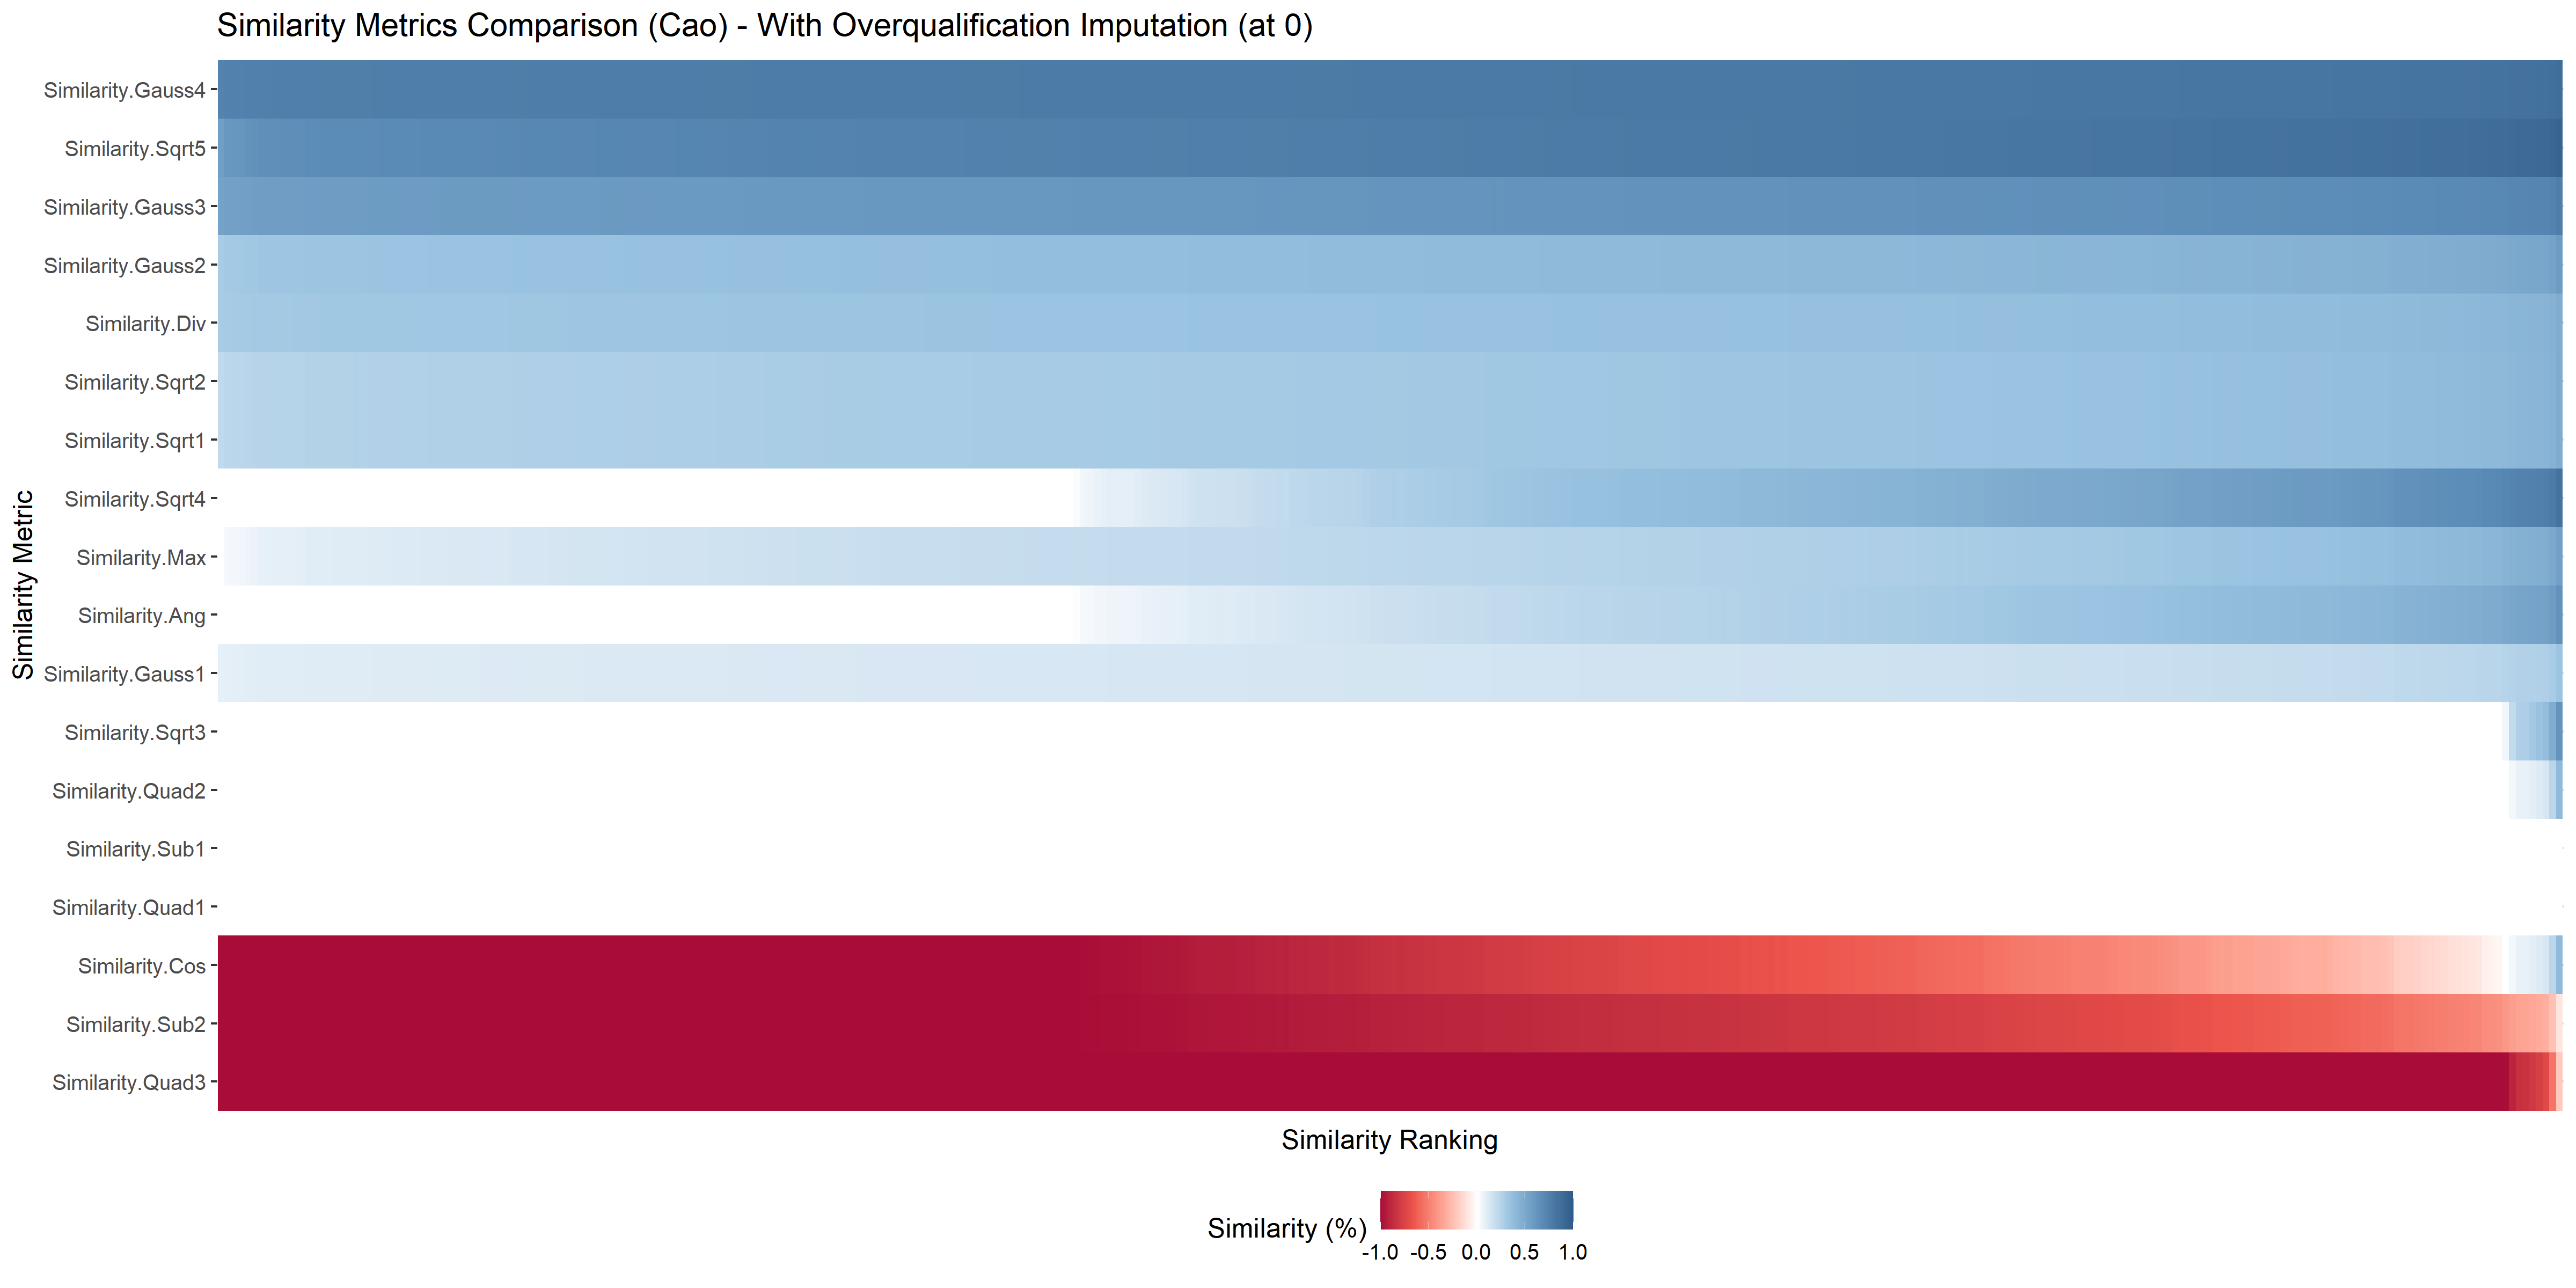 Similarity Metrics Comparison (Cao) - With Overqualification Imputation (at 0)
Similarity Metric
Similarity.Gauss4
Similarity.Sqrt5
Similarity.Gauss3
Similarity.Gauss2
Similarity.Div
Similarity.Sqrt2
Similarity.Sqrt1
Similarity.Sqrt4
Similarity.Max
Similarity.Ang
Similarity.Gauss1
Similarity.Sqrt3
Similarity.Quad2
Similarity.Sub1
Similarity.Quad1
Similarity.Cos
Similarity.Sub2
Similarity.Quad3
Similarity Ranking
Similarity (%)
-1.0 -0.5 0.0 0.5 1.0